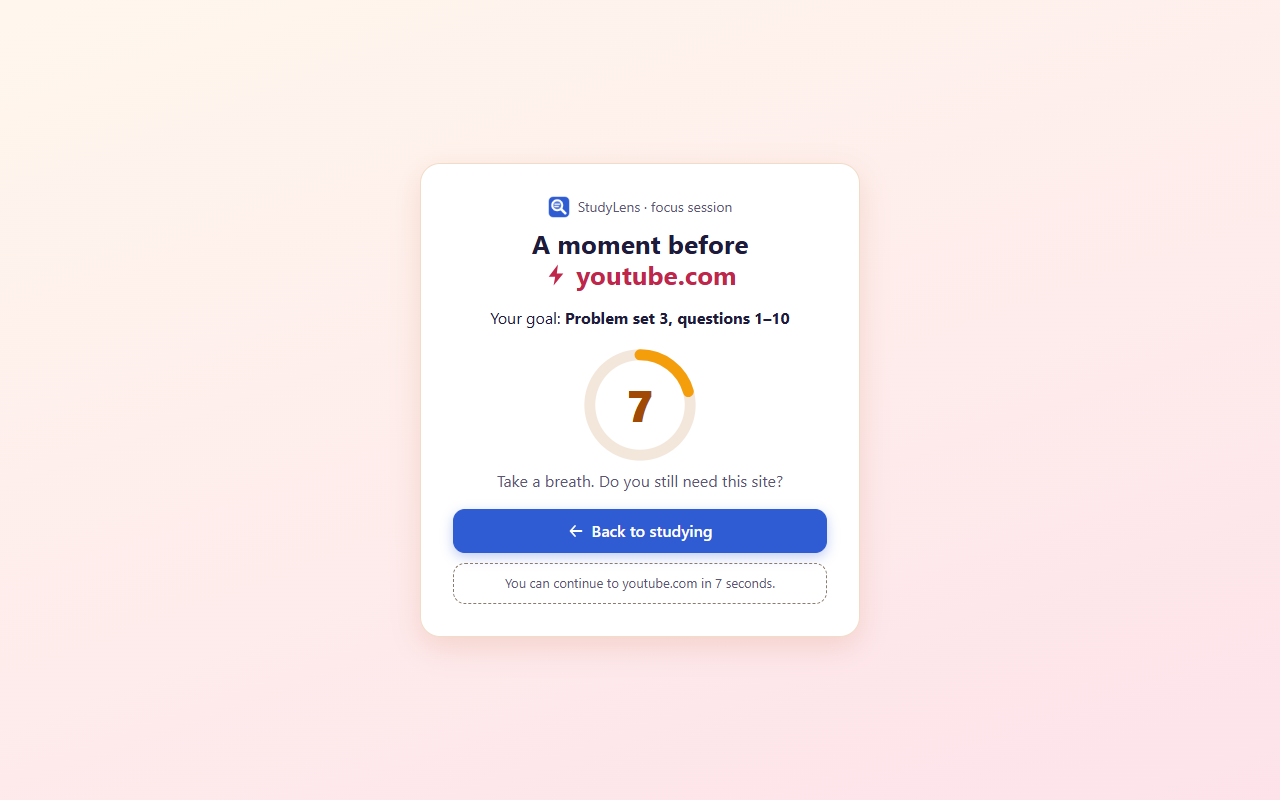 StudyLens · focus session
A moment before
youtube.com
Your goal: Problem set 3, questions 1–10
7
Take a breath. Do you still need this site?
← Back to studying
You can continue to youtube.com in 7 seconds.